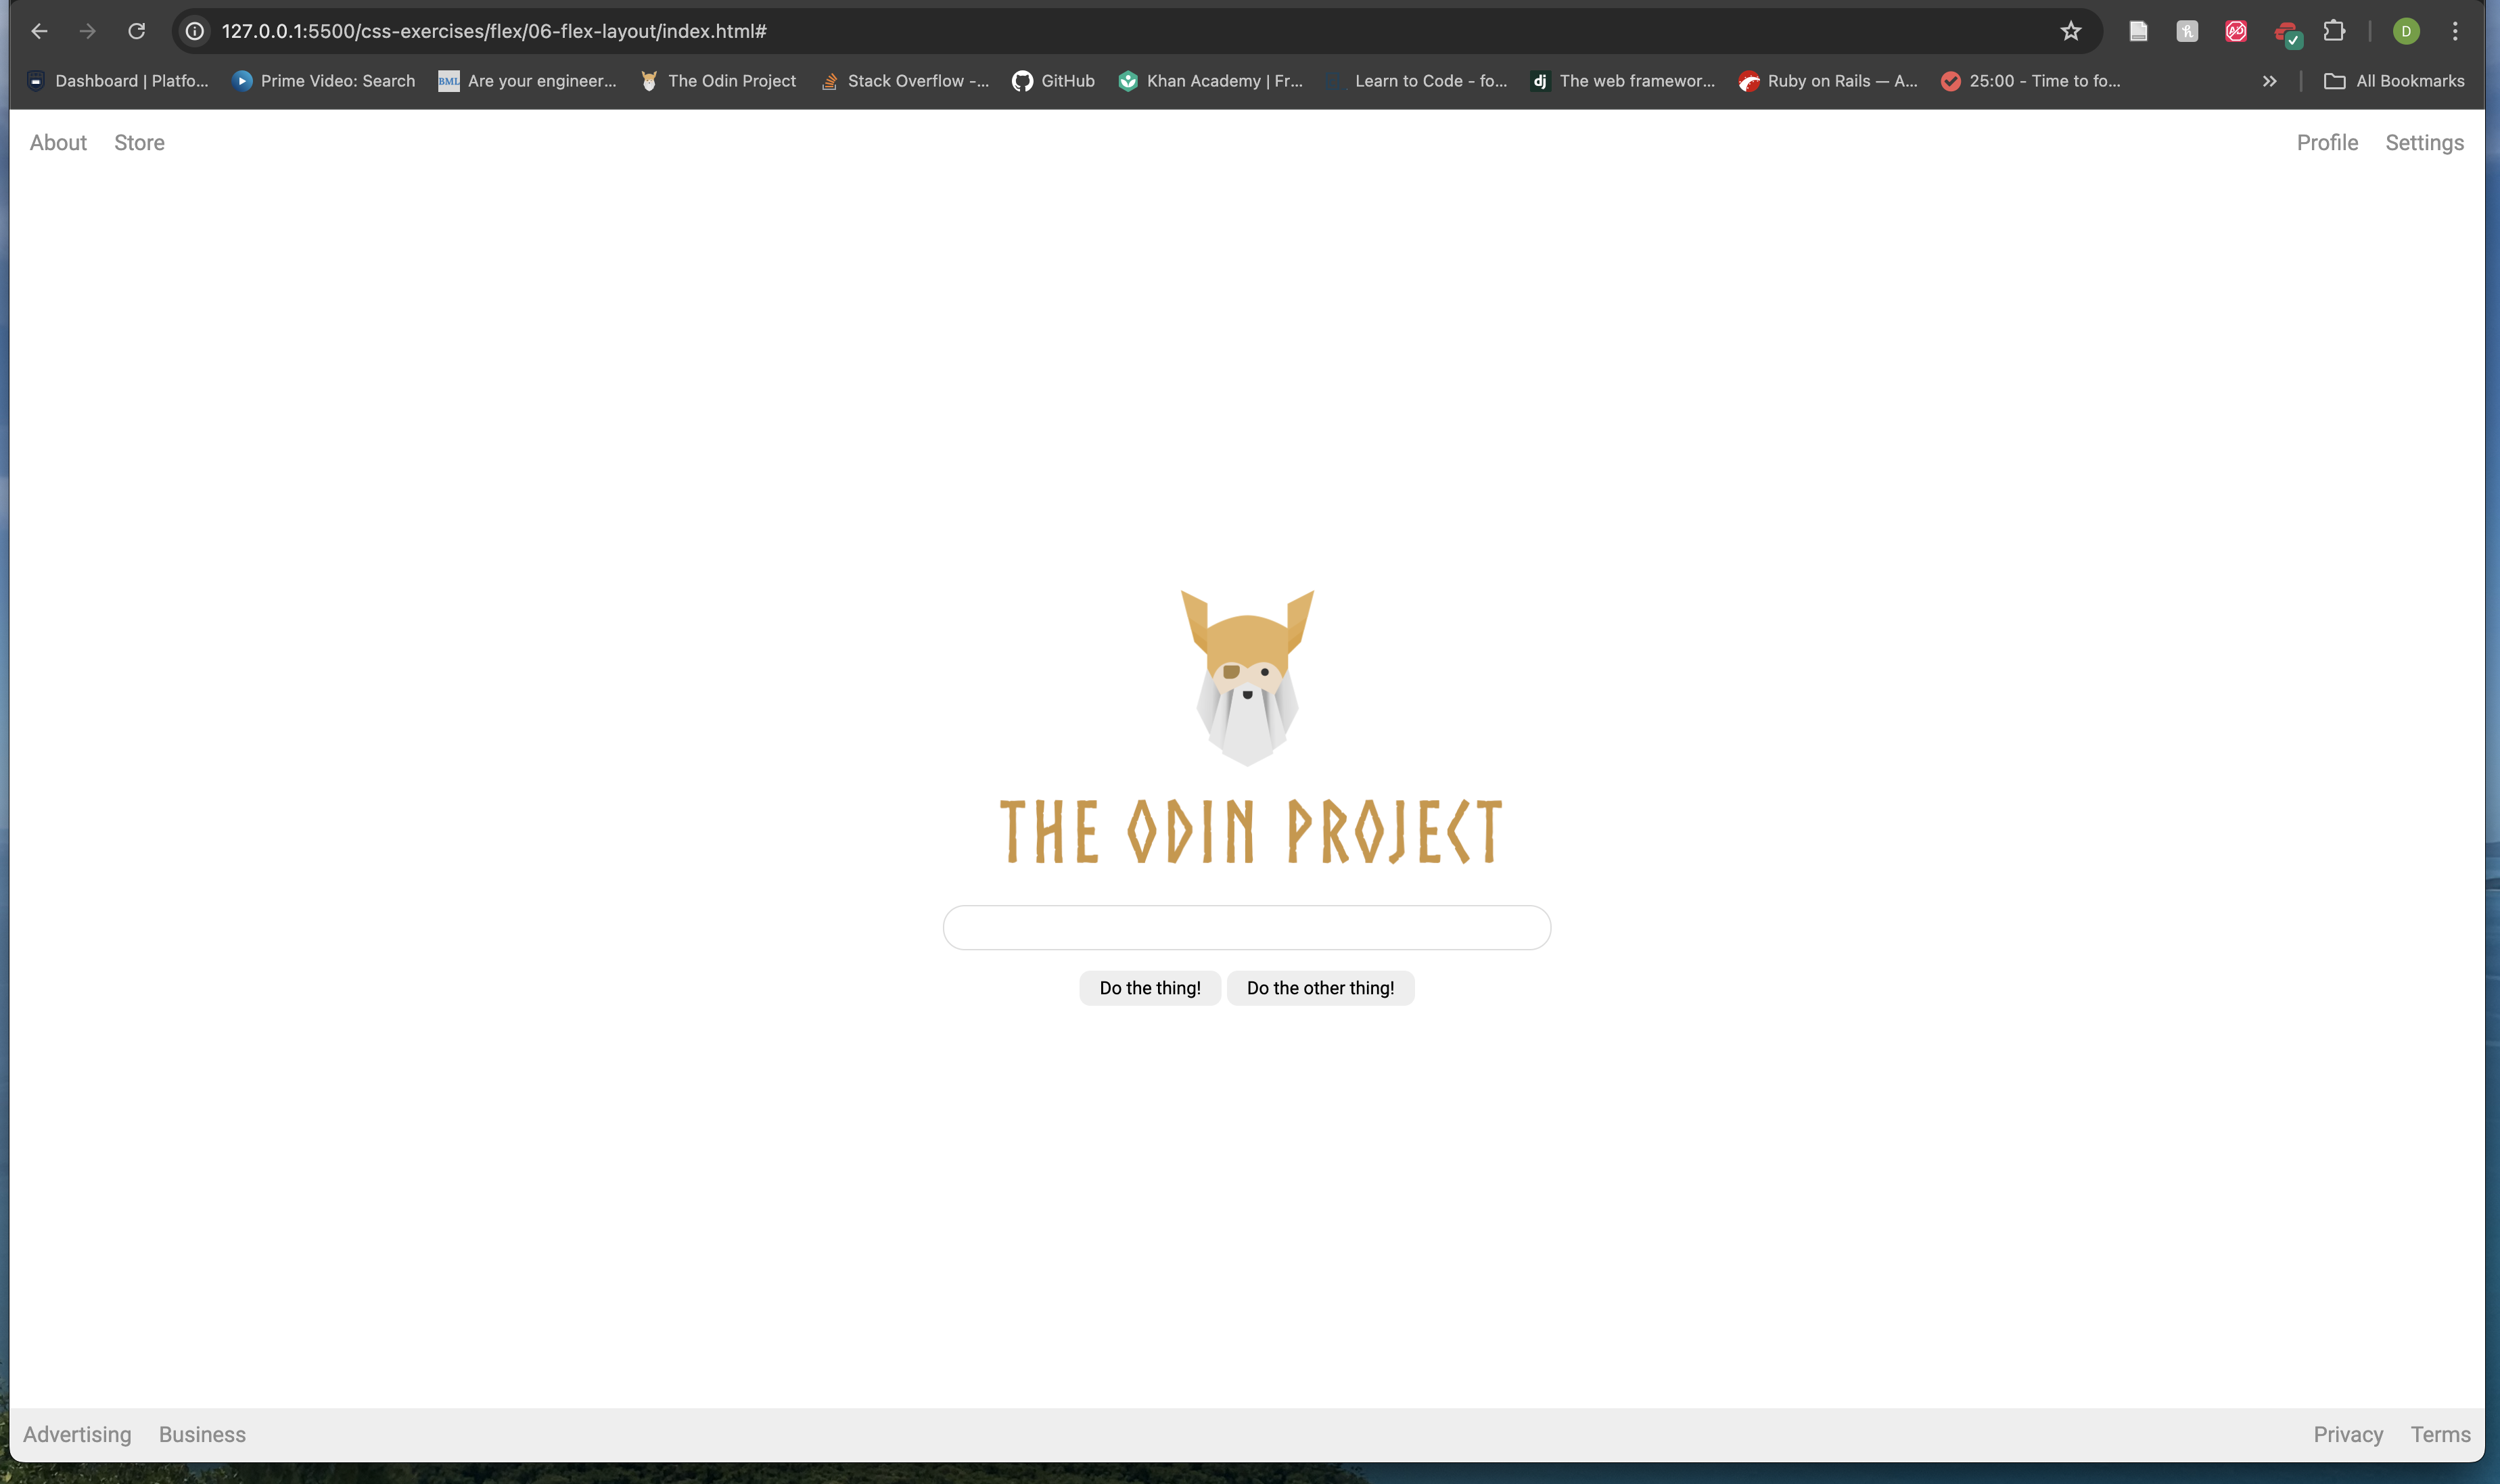 127.0.0.1:5500/css-exercises/flex/06-flex-layout/index.html#
D
Dashboard | Platfo... Prime Video: Search BML Are your engineer... The Odin Project Stack Overflow -... GitHub Khan Academy | Fr... Learn to Code - fo... dj The web framewor... Ruby on Rails — A... 25:00 - Time to fo... All Bookmarks
About Store Profile Settings
THE ODIN PROJECT
Do the thing! Do the other thing!
Advertising Business Privacy Terms